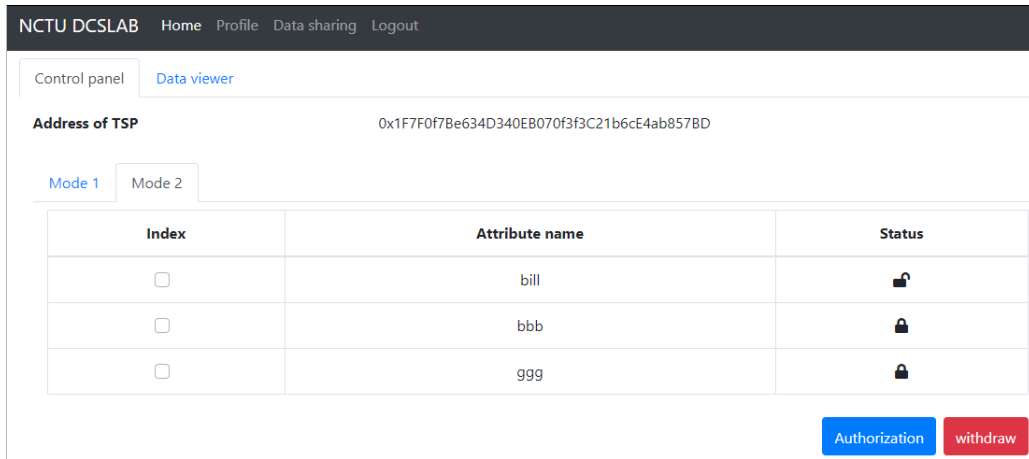 NCTU DCSLAB Home Profile Data sharing Logout
Control panel Data viewer
Address of TSP 0x1F7F0f7Be634D340EB070f3f3C21b6cE4ab857BD
Mode 1 Mode 2
Index Attribute name Status
bill
bbb
ggg
Authorization withdraw